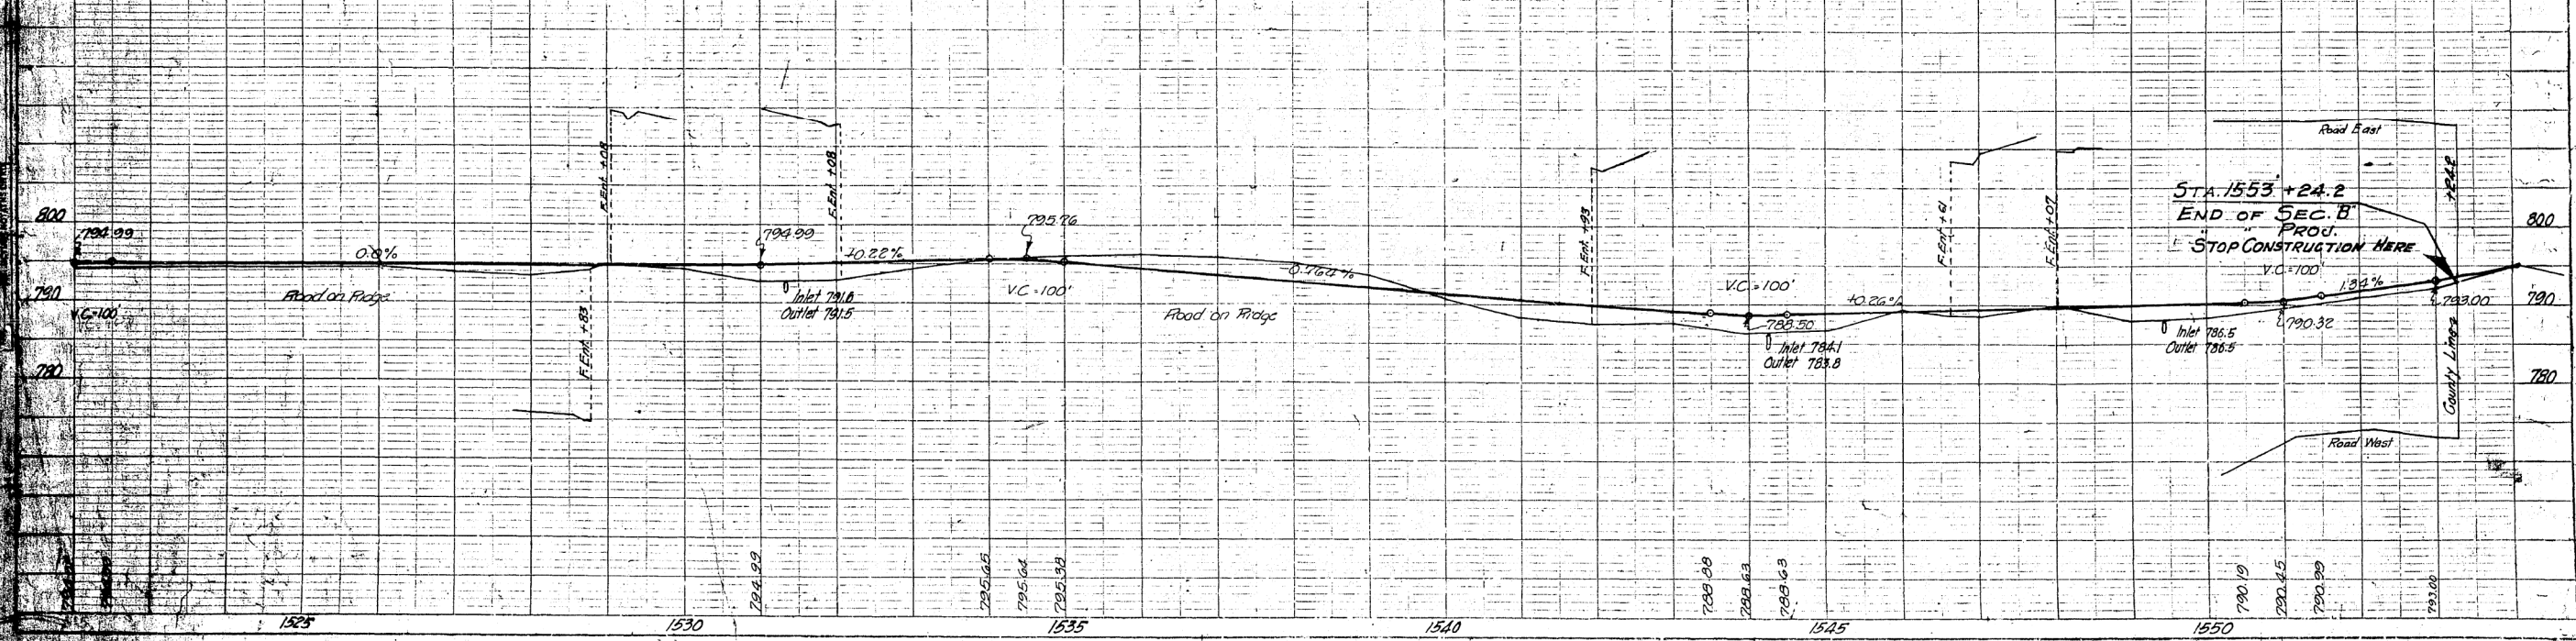 800
794.99
790
V.C=100'
780
0.0%
Road on Ridge
F.Ent. +83
F.Ent. +08
794.99
Inlet 791.8
Outlet 791.5
F.Ent. +08
+0.22%
795.76
V.C.=100'
Road on Ridge
-0.764%
F.Ent. +93
V.C.=100'
788.50
Inlet 784.1
Outlet 783.8
+0.26%
F.Ent. +61
F.Ent. +07
Road East
+24.2
STA. 1553 +24.2
END OF SEC. "B"
" " PROJ.
STOP CONSTRUCTION HERE
V.C.=100'
1.34%
793.00
790.32
Inlet 786.5
Outlet 786.5
County Line
Road West
800
790
780
794.99
795.65
795.64
795.38
788.88
788.63
788.63
790.19
790.45
790.99
793.00
1525
1530
1535
1540
1545
1550